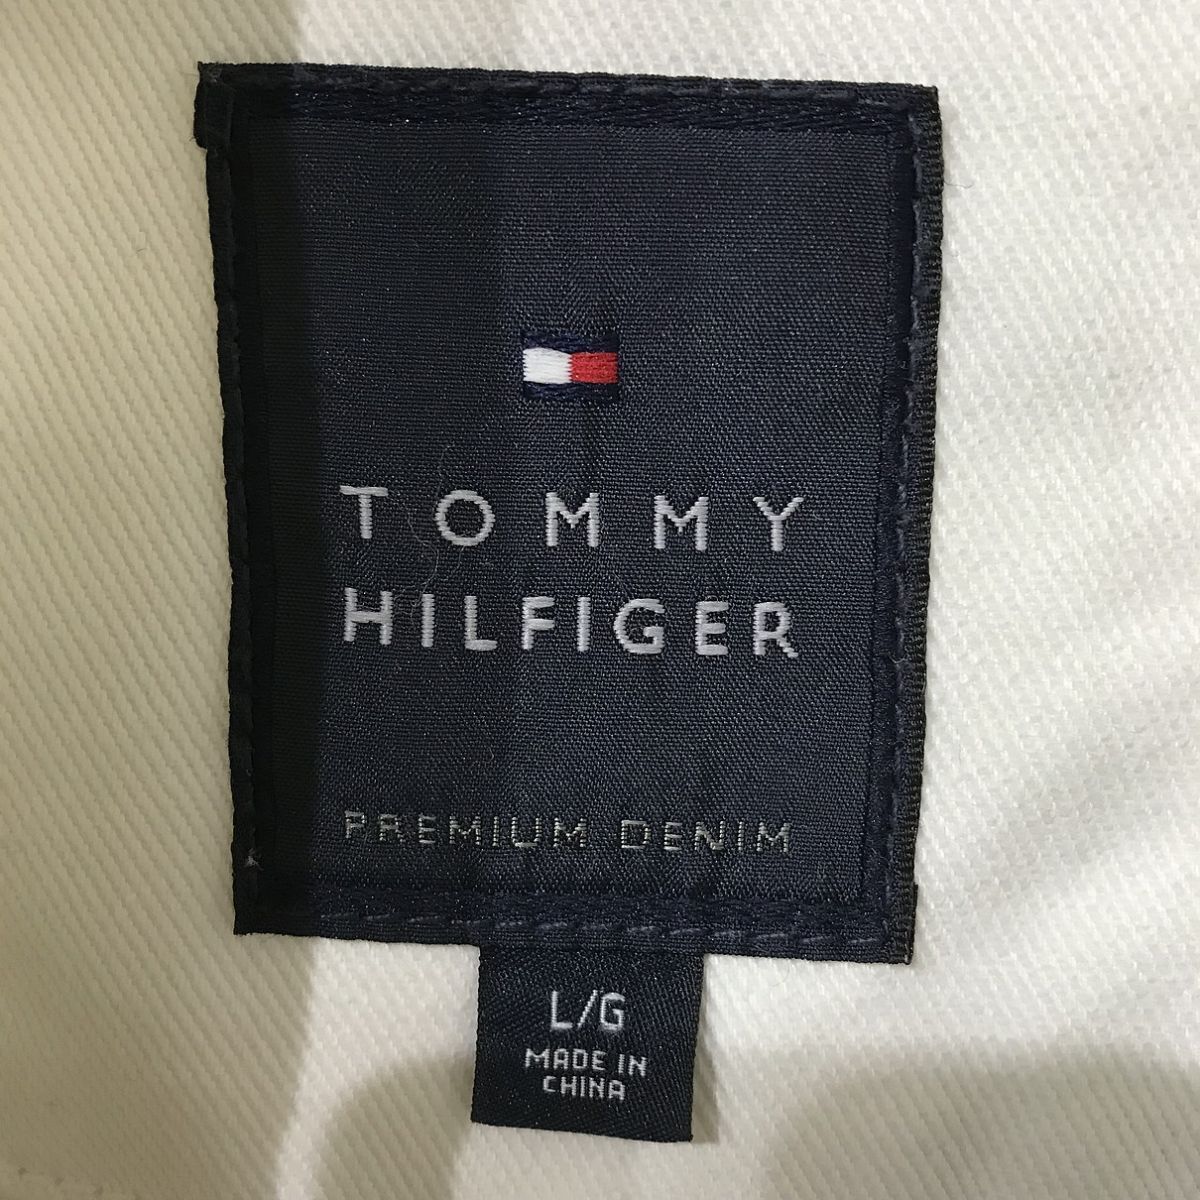 TOMMY
HILFIGER
PREMIUM DENIM
L/G
MADE IN
CHINA